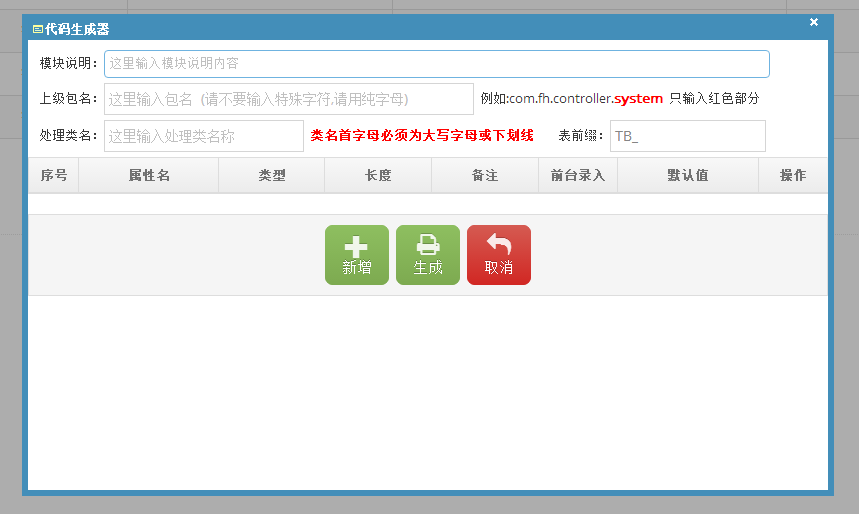 代码生成器
模块说明： 这里输入模块说明内容
上级包名： 这里输入包名 (请不要输入特殊字符,请用纯字母) 例如:com.fh.controller.system 只输入红色部分
处理类名： 这里输入处理类名称 类名首字母必须为大写字母或下划线 表前缀： TB_
序号 属性名 类型 长度 备注 前台录入 默认值 操作
新增 生成 取消